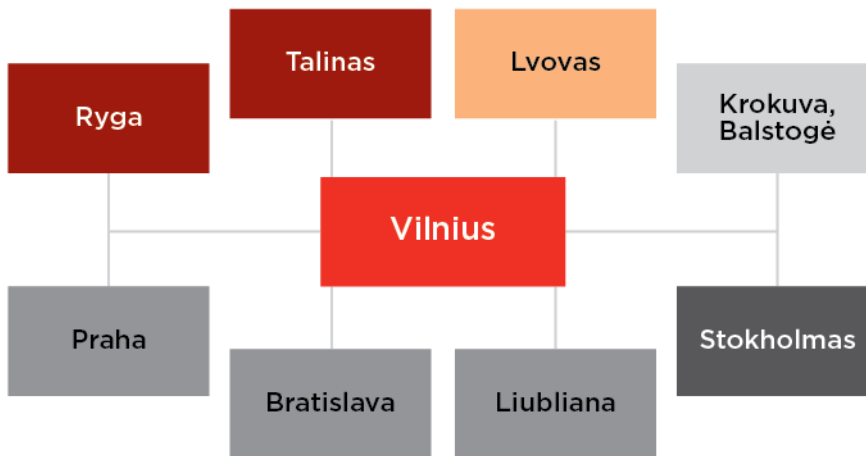 Talinas
Lvovas
Ryga
Krokuva,
Balstogė
Vilnius
Praha
Stokholmas
Bratislava
Liubliana